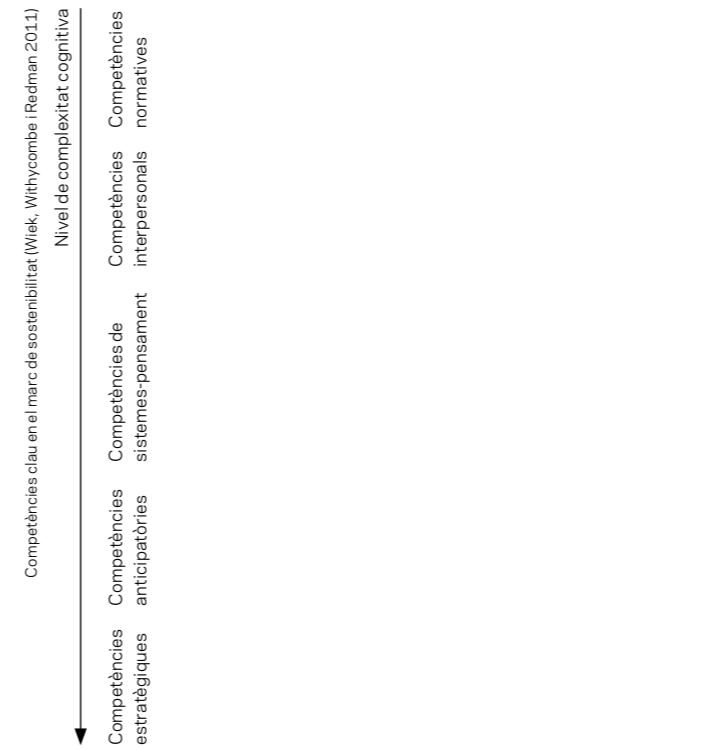 Competències clau en el marc de sostenibilitat (Wiek, Withycombe i Redman 2011)
Nivel de complexitat cognitiva
Competències
normatives
Competències
interpersonals
Competències de
sistemes-pensament
Competències
anticipatòries
Competències
estratègiques